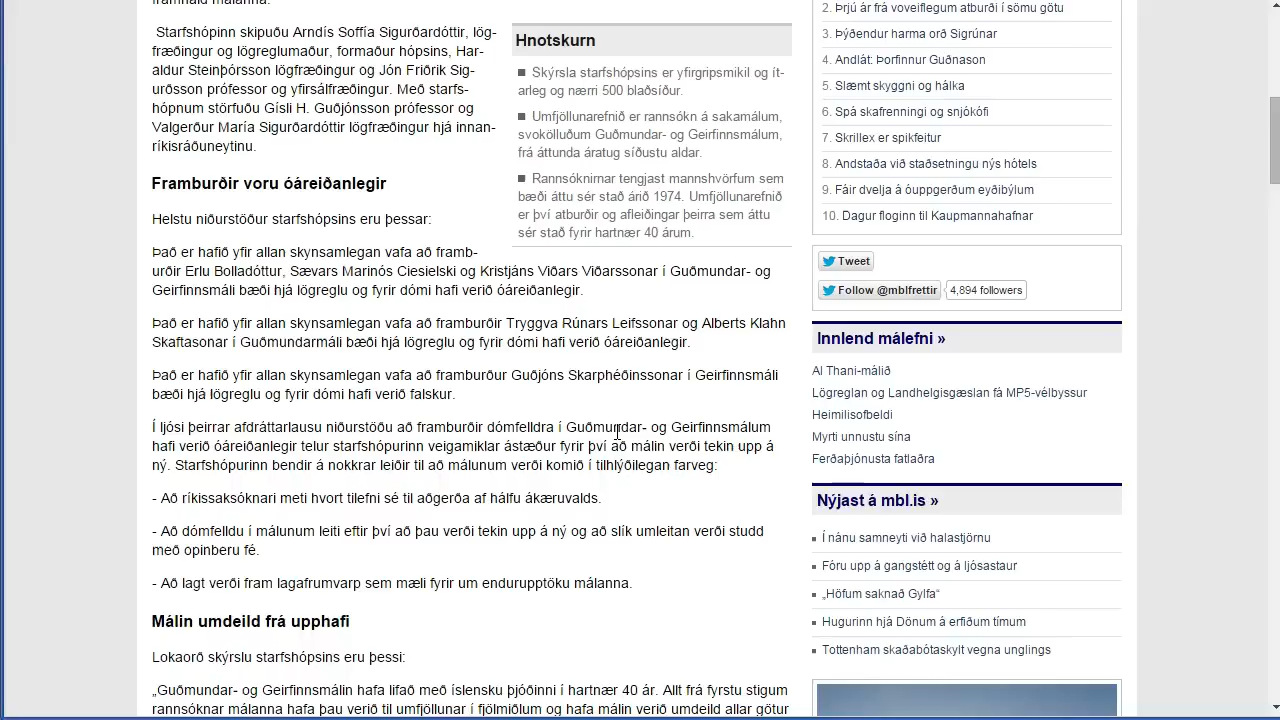 framhald málanna.
Starfshópinn skipuðu Arndís Soffía Sigurðardóttir, lög-
fræðingur og lögreglumaður, formaður hópsins, Har-
aldur Steinþórsson lögfræðingur og Jón Friðrik Sig-
urðsson prófessor og yfirsálfræðingur. Með starfs-
hópnum störfuðu Gísli H. Guðjónsson prófessor og
Valgerður María Sigurðardóttir lögfræðingur hjá innan-
ríkisráðuneytinu.
Hnotskurn
Skýrsla starfshópsins er yfirgripsmikil og ít-
arleg og nærri 500 blaðsíður.
Umfjöllunarefnið er rannsókn á sakamálum,
svokölluðum Guðmundar- og Geirfinnsmálum,
frá áttunda áratug síðustu aldar.
Rannsóknirnar tengjast mannshvörfum sem
bæði áttu sér stað árið 1974. Umfjöllunarefnið
er því atburðir og afleiðingar þeirra sem áttu
sér stað fyrir hartnær 40 árum.
Framburðir voru óáreiðanlegir
Helstu niðurstöður starfshópsins eru þessar:
Það er hafið yfir allan skynsamlegan vafa að framb-
urðir Erlu Bolladóttur, Sævars Marinós Ciesielski og Kristjáns Viðars Viðarssonar í Guðmundar- og
Geirfinnsmáli bæði hjá lögreglu og fyrir dómi hafi verið óáreiðanlegir.
Það er hafið yfir allan skynsamlegan vafa að framburðir Tryggva Rúnars Leifssonar og Alberts Klahn
Skaftasonar í Guðmundarmáli bæði hjá lögreglu og fyrir dómi hafi verið óáreiðanlegir.
Það er hafið yfir allan skynsamlegan vafa að framburður Guðjóns Skarphéðinssonar í Geirfinnsmáli
bæði hjá lögreglu og fyrir dómi hafi verið falskur.
Í ljósi þeirrar afdráttarlausu niðurstöðu að framburðir dómfelldra í Guðmundar- og Geirfinnsmálum
hafi verið óáreiðanlegir telur starfshópurinn veigamiklar ástæður fyrir því að málin verði tekin upp á
ný. Starfshópurinn bendir á nokkrar leiðir til að málunum verði komið í tilhlýðilegan farveg:
- Að ríkissaksóknari meti hvort tilefni sé til aðgerða af hálfu ákæruvalds.
- Að dómfelldu í málunum leiti eftir því að þau verði tekin upp á ný og að slík umleitan verði studd
með opinberu fé.
- Að lagt verði fram lagafrumvarp sem mæli fyrir um endurupptöku málanna.
Málin umdeild frá upphafi
Lokaorð skýrslu starfshópsins eru þessi:
„Guðmundar- og Geirfinnsmálin hafa lifað með íslensku þjóðinni í hartnær 40 ár. Allt frá fyrstu stigum
rannsóknar málanna hafa þau verið til umfjöllunar í fjölmiðlum og hafa málin verið umdeild allar götur
2. Þrjú ár frá voveiflegum atburði í sömu götu
3. Þýðendur harma orð Sigrúnar
4. Andlát: Þorfinnur Guðnason
5. Slæmt skyggni og hálka
6. Spá skafrenningi og snjókófi
7. Skrillex er spikfeitur
8. Andstaða við staðsetningu nýs hótels
9. Fáir dvelja á óuppgerðum eyðibýlum
10. Dagur floginn til Kaupmannahafnar
Tweet
Follow @mblfrettir 4,894 followers
Innlend málefni »
Al Thani-málið
Lögreglan og Landhelgisgæslan fá MP5-vélbyssur
Heimilisofbeldi
Myrti unnustu sína
Ferðaþjónusta fatlaðra
Nýjast á mbl.is »
Í nánu samneyti við halastjörnu
Fóru upp á gangstétt og á ljósastaur
„Höfum saknað Gylfa“
Hugurinn hjá Dönum á erfiðum tímum
Tottenham skaðabótaskylt vegna unglings